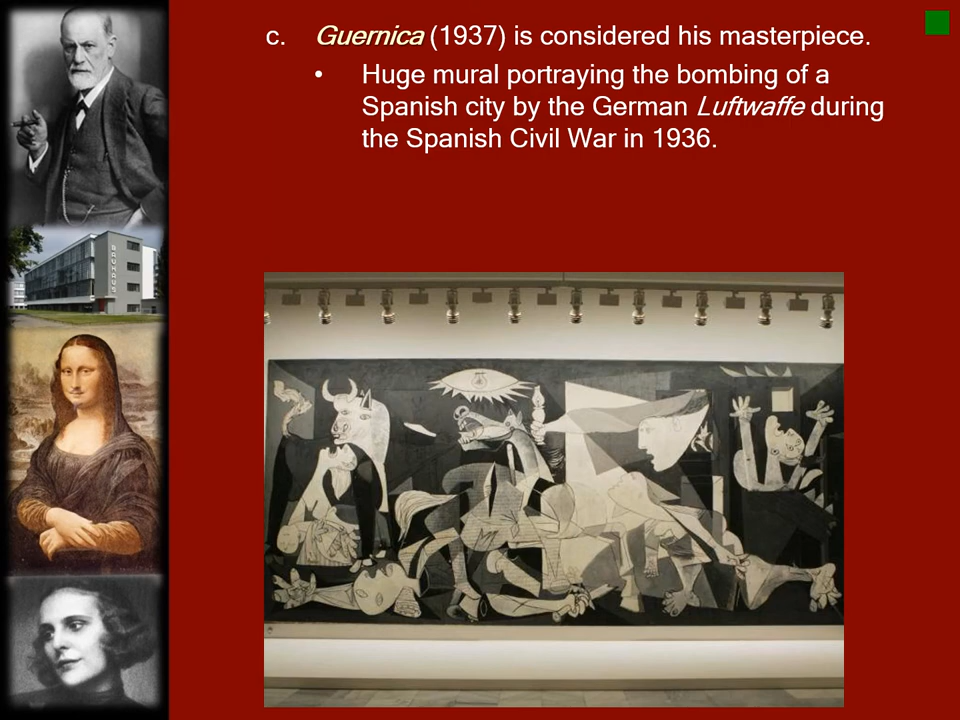 c. Guernica (1937) is considered his masterpiece.
• Huge mural portraying the bombing of a
Spanish city by the German Luftwaffe during
the Spanish Civil War in 1936.
BAUHAUS